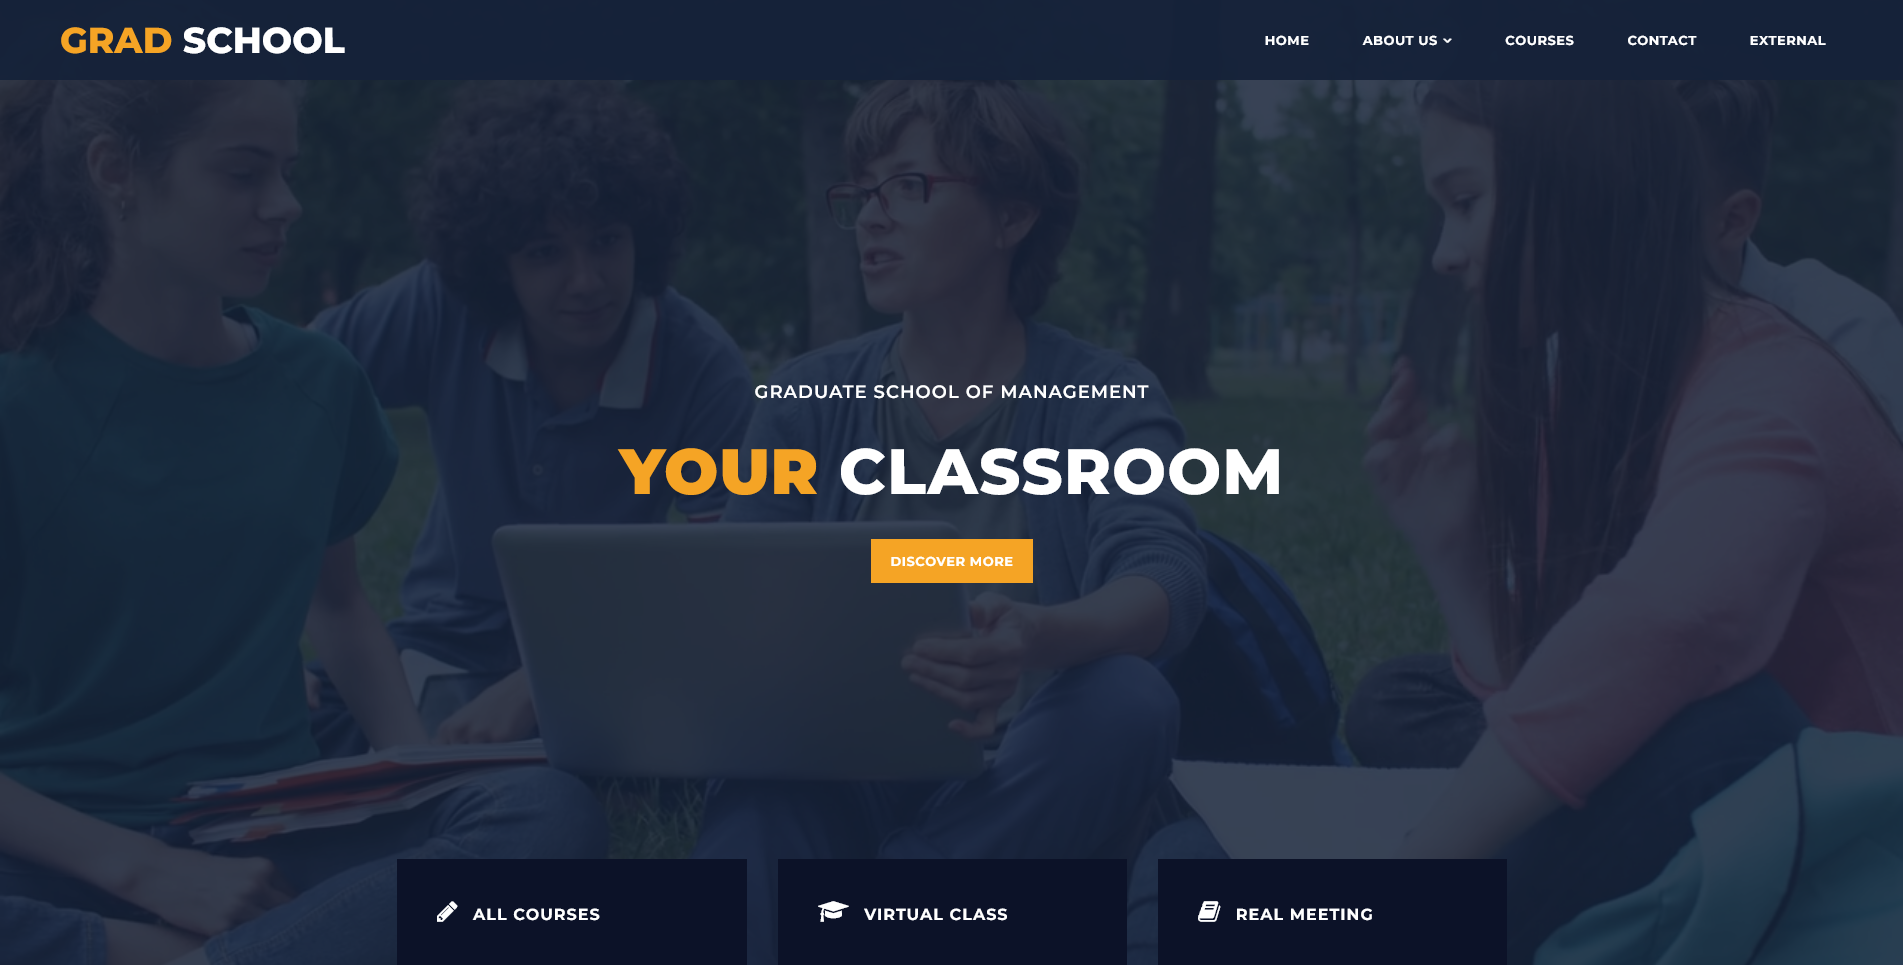 GRAD SCHOOL
HOME
ABOUT US
COURSES
CONTACT
EXTERNAL
GRADUATE SCHOOL OF MANAGEMENT
YOUR CLASSROOM
DISCOVER MORE
ALL COURSES
VIRTUAL CLASS
REAL MEETING